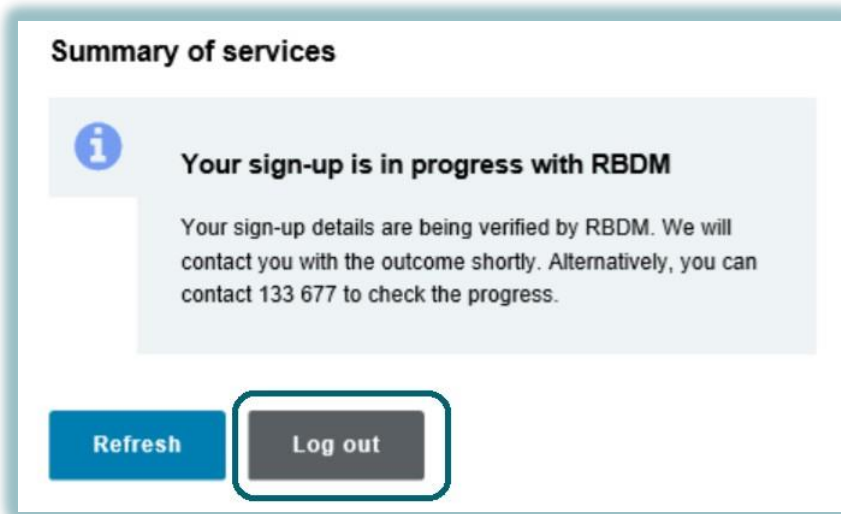 Summary of services
Your sign-up is in progress with RBDM
Your sign-up details are being verified by RBDM. We will
contact you with the outcome shortly. Alternatively, you can
contact 133 677 to check the progress.
Refresh
Log out